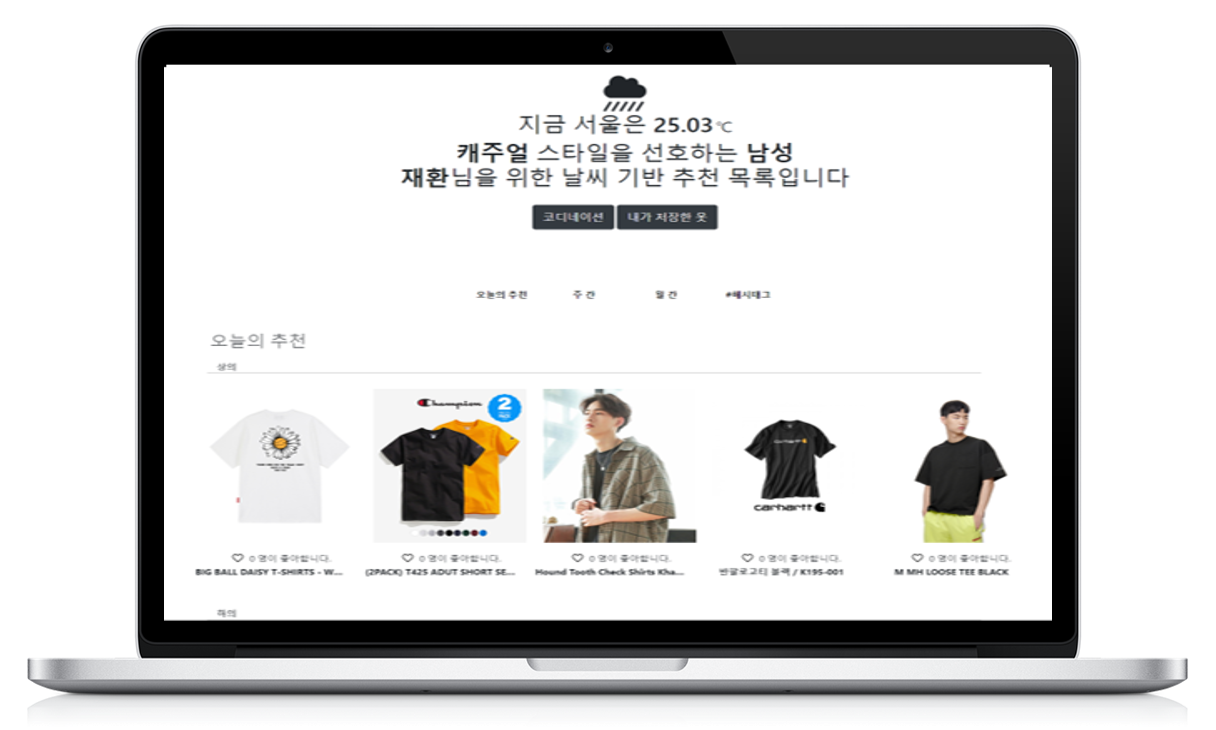 지금 서울은 25.03℃
캐주얼 스타일을 선호하는 남성
재환님을 위한 날씨 기반 추천 목록입니다
코디네이션 내가 저장한 옷
오늘의 추천 주 간 월 간 #해시태그
오늘의 추천
상의
Champion 2
carhartt
carhartt
0 명이 좋아합니다. 0 명이 좋아합니다. 0 명이 좋아합니다. 0 명이 좋아합니다. 0 명이 좋아합니다.
BIG BALL DAISY T-SHIRTS - W... (2PACK) T425 ADUT SHORT SE... Hound Tooth Check Shirts Kha... 반팔로고티 블랙 / K195-001 M MH LOOSE TEE BLACK
하의